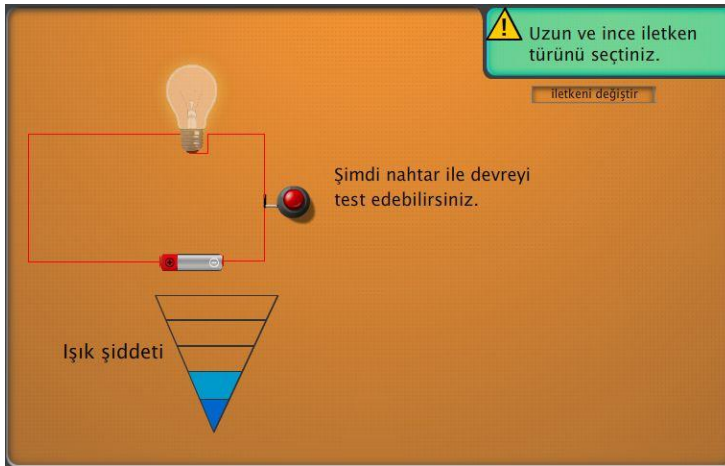 Uzun ve ince iletken
türünü seçtiniz.
iletkeni değiştir
Şimdi nahtar ile devreyi
test edebilirsiniz.
Işık şiddeti